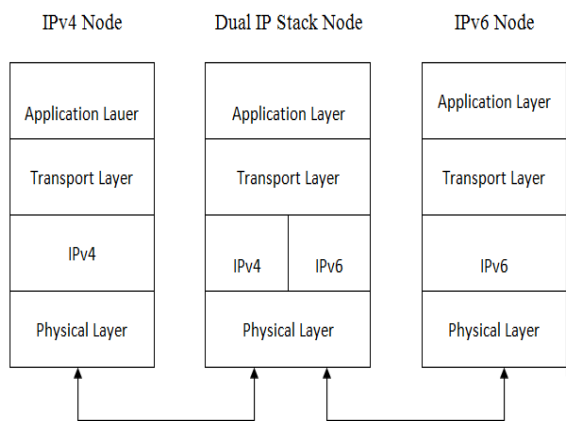 IPv4 Node
Dual IP Stack Node
IPv6 Node
Application Lauer
Transport Layer
IPv4
Physical Layer
Application Layer
Transport Layer
IPv4
IPv6
Physical Layer
Application Layer
Transport Layer
IPv6
Physical Layer